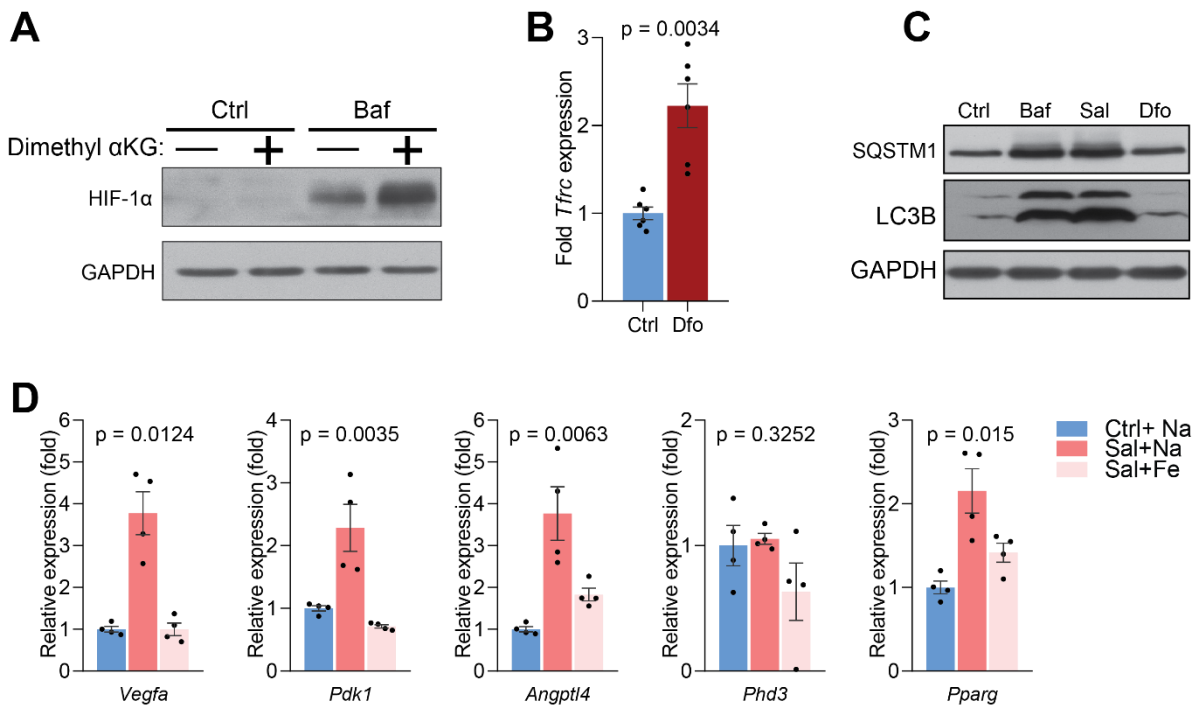 A
Ctrl Baf
Dimethyl αKG: — + — +
HIF-1α
GAPDH
B
p = 0.0034
Fold Tfrc expression
3
2
1
0
Ctrl Dfo
C
Ctrl Baf Sal Dfo
SQSTM1
LC3B
GAPDH
D
Relative expression (fold)
6
5
4
3
2
1
0
p = 0.0124
Vegfa
Relative expression (fold)
4
3
2
1
0
p = 0.0035
Pdk1
Relative expression (fold)
6
5
4
3
2
1
0
p = 0.0063
Angptl4
Relative expression (fold)
2
1
0
p = 0.3252
Phd3
Relative expression (fold)
3
2
1
0
p = 0.015
Pparg
Ctrl+ Na
Sal+Na
Sal+Fe